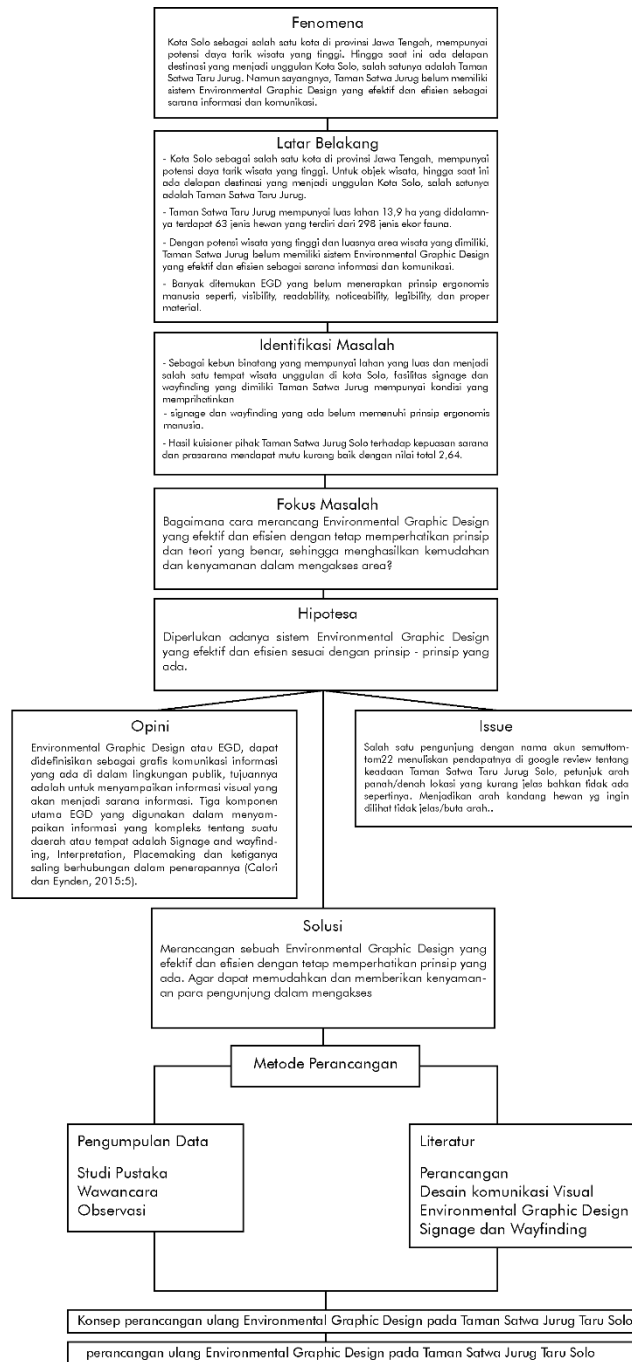 Fenomena
Kota Solo sebagai salah satu kota di provinsi Jawa Tengah, mempunyai
potensi daya tarik wisata yang tinggi. Hingga saat ini ada delapan
destinasi yang menjadi unggulan Kota Solo, salah satunya adalah Taman
Satwa Taru Jurug. Namun sayangnya, Taman Satwa Jurug belum memiliki
sistem Environmental Graphic Design yang efektif dan efisien sebagai
sarana informasi dan komunikasi.
Latar Belakang
- Kota Solo sebagai salah satu kota di provinsi Jawa Tengah, mempunyai
potensi daya tarik wisata yang tinggi. Untuk objek wisata, hingga saat ini
ada delapan destinasi yang menjadi unggulan Kota Solo, salah satunya
adalah Taman Satwa Taru Jurug.
- Taman Satwa Taru Jurug mempunyai luas lahan 13,9 ha yang didalamn-
ya terdapat 63 jenis hewan yang terdiri dari 298 jenis ekor fauna.
- Dengan potensi wisata yang tinggi dan luasnya area wisata yang dimiliki,
Taman Satwa Jurug belum memiliki sistem Environmental Graphic Design
yang efektif dan efisien sebagai sarana informasi dan komunikasi.
- Banyak ditemukan EGD yang belum menerapkan prinsip ergonomis
manusia seperti, visibility, readability, noticeability, legibility, dan proper
material.
Identifikasi Masalah
- Sebagai kebun binatang yang mempunyai lahan yang luas dan menjadi
salah satu tempat wisata unggulan di kota Solo, fasilitas signage dan
wayfinding yang dimiliki Taman Satwa Jurug mempunyai kondisi yang
memprihatinkan
- signage dan wayfinding yang ada belum memenuhi prinsip ergonomis
manusia.
- Hasil kuisioner pihak Taman Satwa Jurug Solo terhadap kepuasan sarana
dan prasarana mendapat mutu kurang baik dengan nilai total 2,64.
Fokus Masalah
Bagaimana cara merancang Environmental Graphic Design
yang efektif dan efisien dengan tetap memperhatikan prinsip
dan teori yang benar, sehingga menghasilkan kemudahan
dan kenyamanan dalam mengakses area?
Hipotesa
Diperlukan adanya sistem Environmental Graphic Design
yang efektif dan efisien sesuai dengan prinsip - prinsip yang
ada.
Opini
Environmental Graphic Design atau EGD, dapat
didefinisikan sebagai grafis komunikasi informasi
yang ada di dalam lingkungan publik, tujuannya
adalah untuk menyampaikan informasi visual yang
akan menjadi sarana informasi. Tiga komponen
utama EGD yang digunakan dalam menyam-
paikan informasi yang kompleks tentang suatu
daerah atau tempat adalah Signage and wayfind-
ing, Interpretation, Placemaking dan ketiganya
saling berhubungan dalam penerapannya (Calori
dan Eynden, 2015:5).
Issue
Salah satu pengunjung dengan nama akun semuttom-
tom22 menuliskan pendapatnya di google review tentang
keadaan Taman Satwa Taru Jurug Solo, petunjuk arah
panah/denah lokasi yang kurang jelas bahkan tidak ada
sepertinya. Menjadikan arah kandang hewan yg ingin
dilihat tidak jelas/buta arah..
Solusi
Merancangan sebuah Environmental Graphic Design yang
efektif dan efisien dengan tetap memperhatikan prinsip yang
ada. Agar dapat memudahkan dan memberikan kenyaman-
an para pengunjung dalam mengakses
Metode Perancangan
Pengumpulan Data
Studi Pustaka
Wawancara
Observasi
Literatur
Perancangan
Desain komunikasi Visual
Environmental Graphic Design
Signage dan Wayfinding
Konsep perancangan ulang Environmental Graphic Design pada Taman Satwa Jurug Taru Solo
perancangan ulang Environmental Graphic Design pada Taman Satwa Jurug Taru Solo